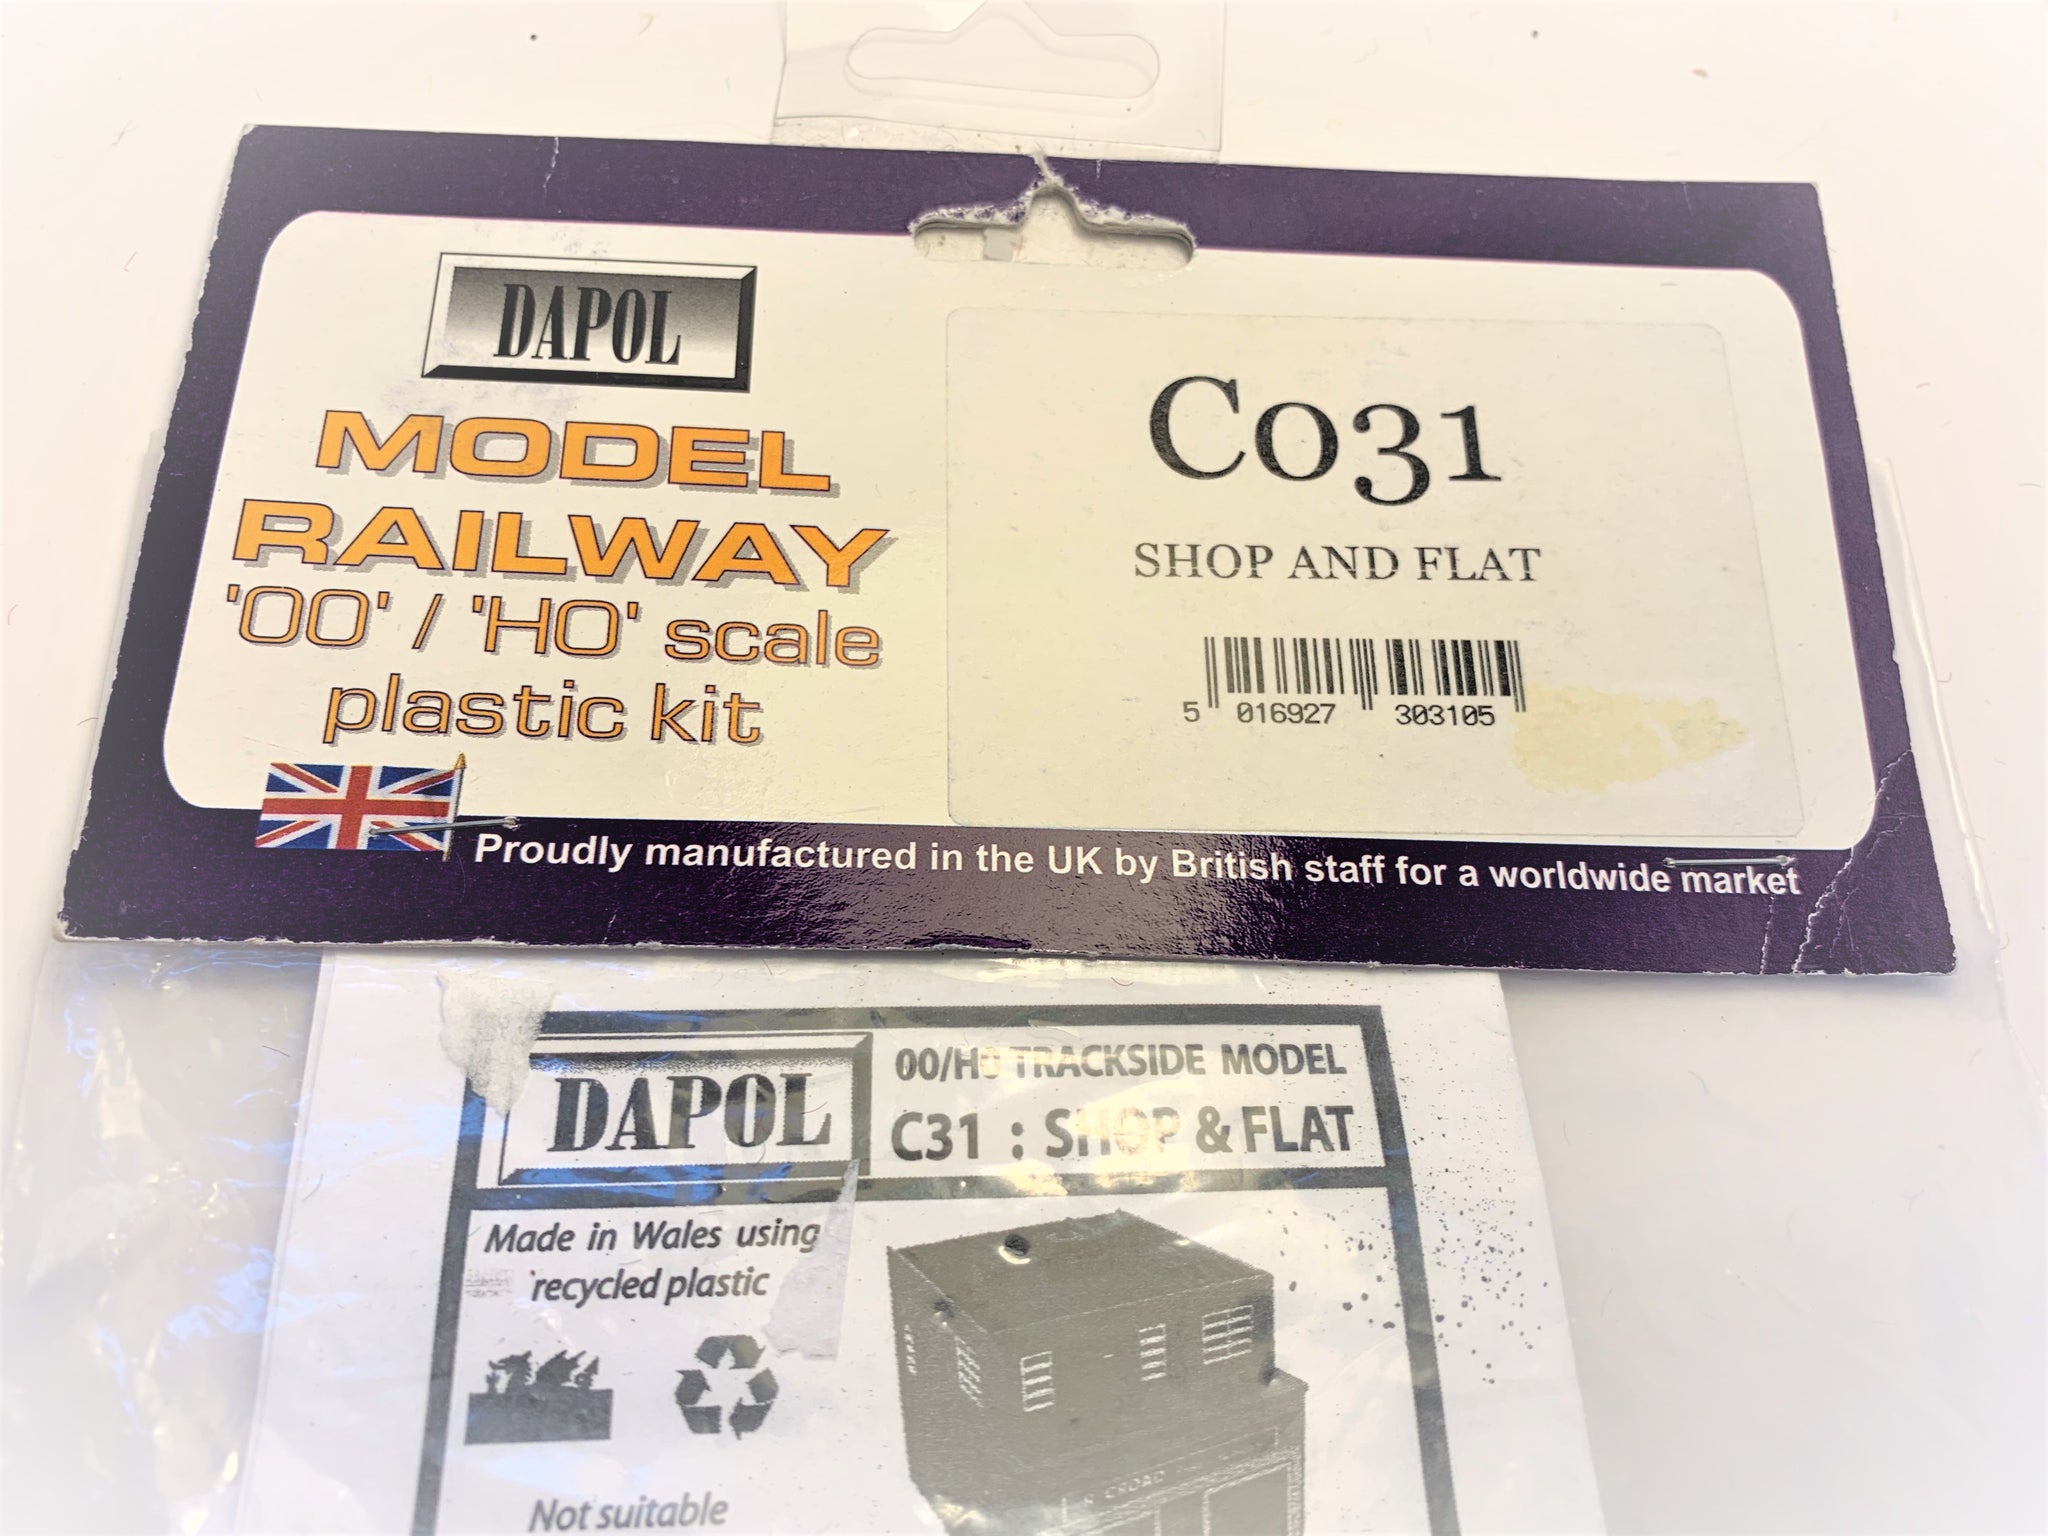 DAPOL
MODEL
RAILWAY
'OO' / 'HO' scale
plastic kit
C031
SHOP AND FLAT
5 016927 303105
Proudly manufactured in the UK by British staff for a worldwide market
DAPOL
00/H0 TRACKSIDE MODEL
C31 : SHOP & FLAT
Made in Wales using
recycled plastic
Not suitable
CROAD